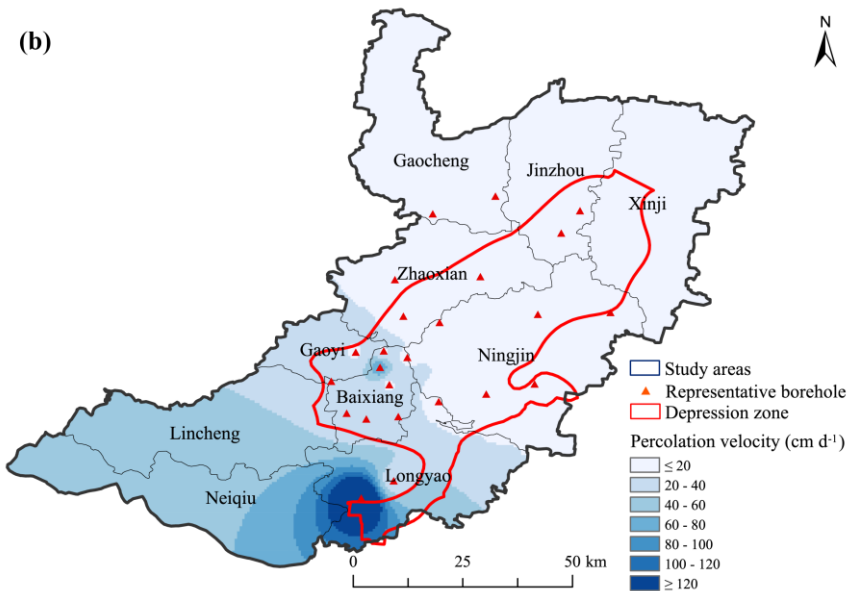 (b)
N
Gaocheng
Jinzhou
Xinji
Zhaoxian
Gaoyi
Ningjin
Baixiang
Lincheng
Longyao
Neiqiu
Study areas
Representative borehole
Depression zone
Percolation velocity (cm d⁻¹)
≤ 20
20 - 40
40 - 60
60 - 80
80 - 100
100 - 120
≥ 120
0 25 50 km